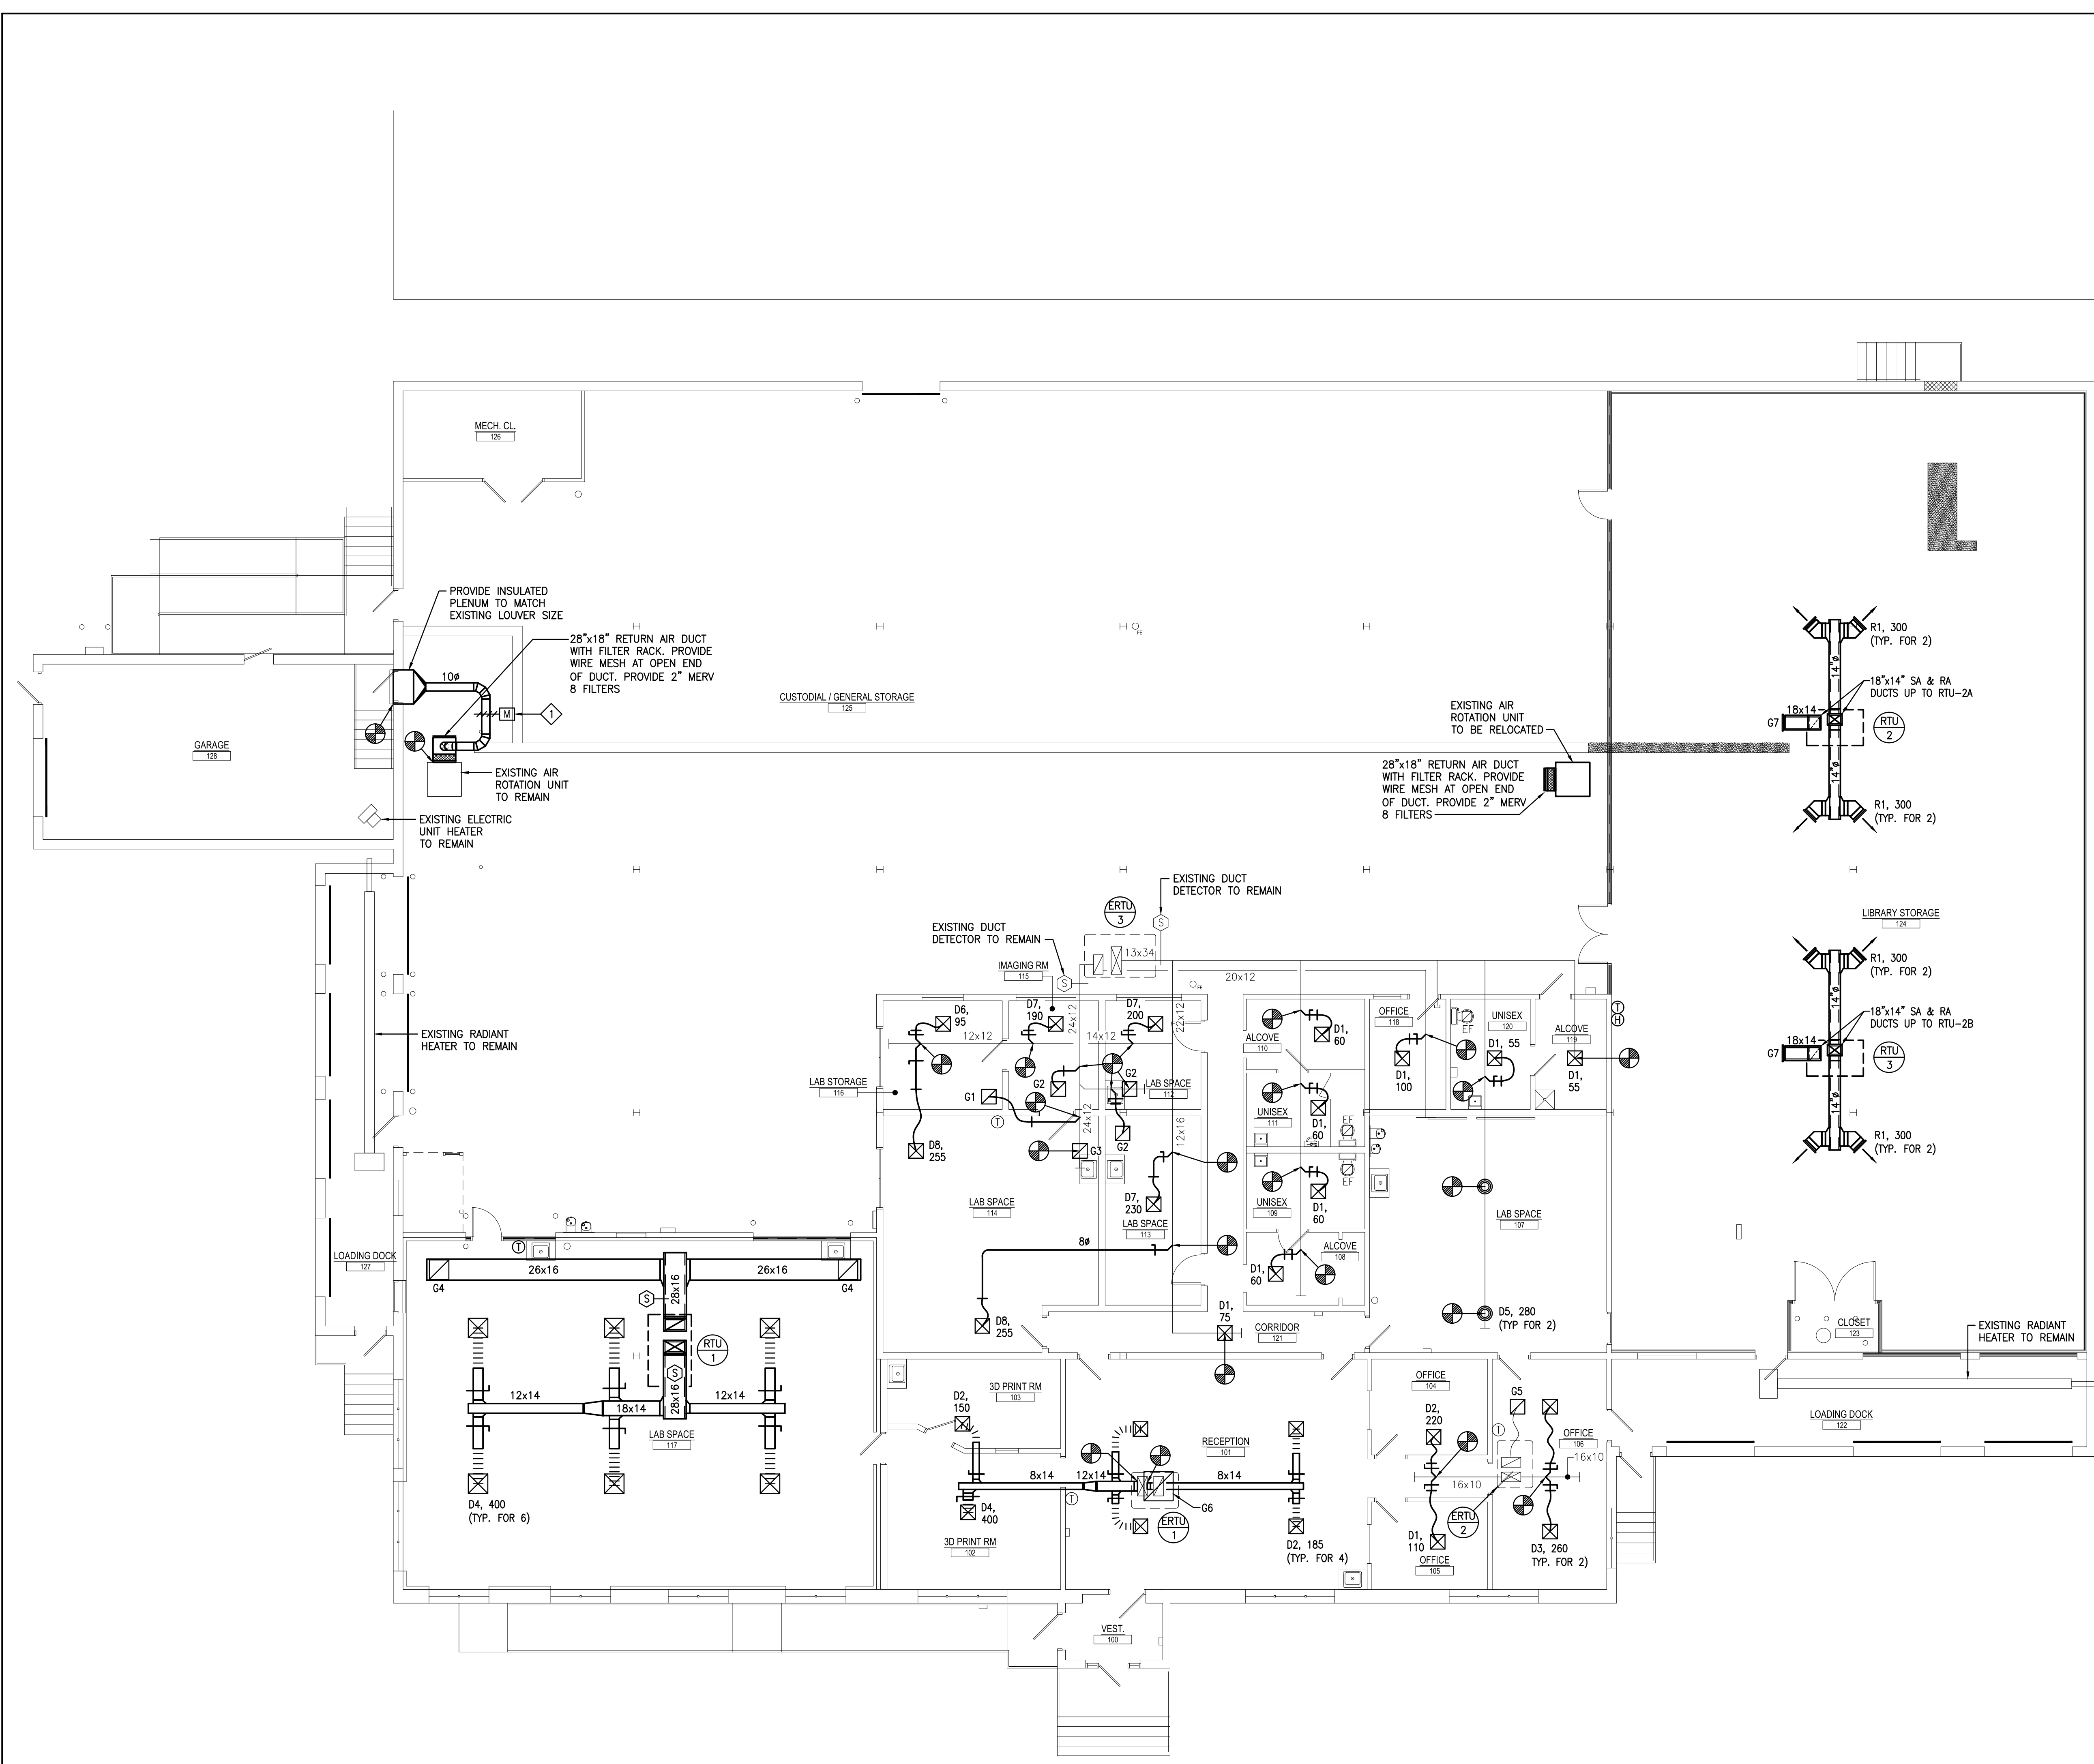 MECH. CL.
126
PROVIDE INSULATED
PLENUM TO MATCH
EXISTING LOUVER SIZE
28"x18" RETURN AIR DUCT
WITH FILTER RACK. PROVIDE
WIRE MESH AT OPEN END
OF DUCT. PROVIDE 2" MERV
8 FILTERS
10ø
M
1
FE
CUSTODIAL / GENERAL STORAGE
125
GARAGE
128
EXISTING AIR
ROTATION UNIT
TO REMAIN
EXISTING ELECTRIC
UNIT HEATER
TO REMAIN
EXISTING AIR
ROTATION UNIT
TO BE RELOCATED
28"x18" RETURN AIR DUCT
WITH FILTER RACK. PROVIDE
WIRE MESH AT OPEN END
OF DUCT. PROVIDE 2" MERV
8 FILTERS
R1, 300
(TYP. FOR 2)
14"ø
18"x14" SA & RA
DUCTS UP TO RTU-2A
18x14
G7
RTU
2
14"ø
R1, 300
(TYP. FOR 2)
LIBRARY STORAGE
124
R1, 300
(TYP. FOR 2)
14"ø
18"x14" SA & RA
DUCTS UP TO RTU-2B
18x14
G7
RTU
3
14"ø
R1, 300
(TYP. FOR 2)
EXISTING DUCT
DETECTOR TO REMAIN
ERTU
3
S
EXISTING DUCT
DETECTOR TO REMAIN
S
13x34
20x12
IMAGING RM
115
FE
EXISTING RADIANT
HEATER TO REMAIN
D6,
95
D7,
190
D7,
200
24x12
22x12
12x12
14x12
LAB STORAGE
116
G1
G2
G2
LAB SPACE
112
T
24x12
G3
G2
12x16
D8,
255
LAB SPACE
114
D7,
230
LAB SPACE
113
8ø
D8,
255
ALCOVE
110
D1,
60
UNISEX
111
D1,
60
EF
UNISEX
109
D1,
60
EF
ALCOVE
108
D1,
60
D1,
75
CORRIDOR
121
OFFICE
118
D1,
100
EF
UNISEX
120
D1, 55
ALCOVE
119
D1,
55
T
H
LAB SPACE
107
D5, 280
(TYP FOR 2)
CLOSET
123
EXISTING RADIANT
HEATER TO REMAIN
LOADING DOCK
122
LOADING DOCK
127
T
G4
26x16
28x16
26x16
G4
S
RTU
1
S
12x14
18x14
28x16
12x14
LAB SPACE
117
D4, 400
(TYP. FOR 6)
3D PRINT RM
103
D2,
150
8x14
12x14
8x14
D4,
400
T
3D PRINT RM
102
RECEPTION
101
G6
ERTU
1
D2, 185
(TYP. FOR 4)
OFFICE
104
D2,
220
G5
T
OFFICE
106
16x10
16x10
ERTU
2
D1,
110
OFFICE
105
D3, 260
TYP. FOR 2)
VEST.
100